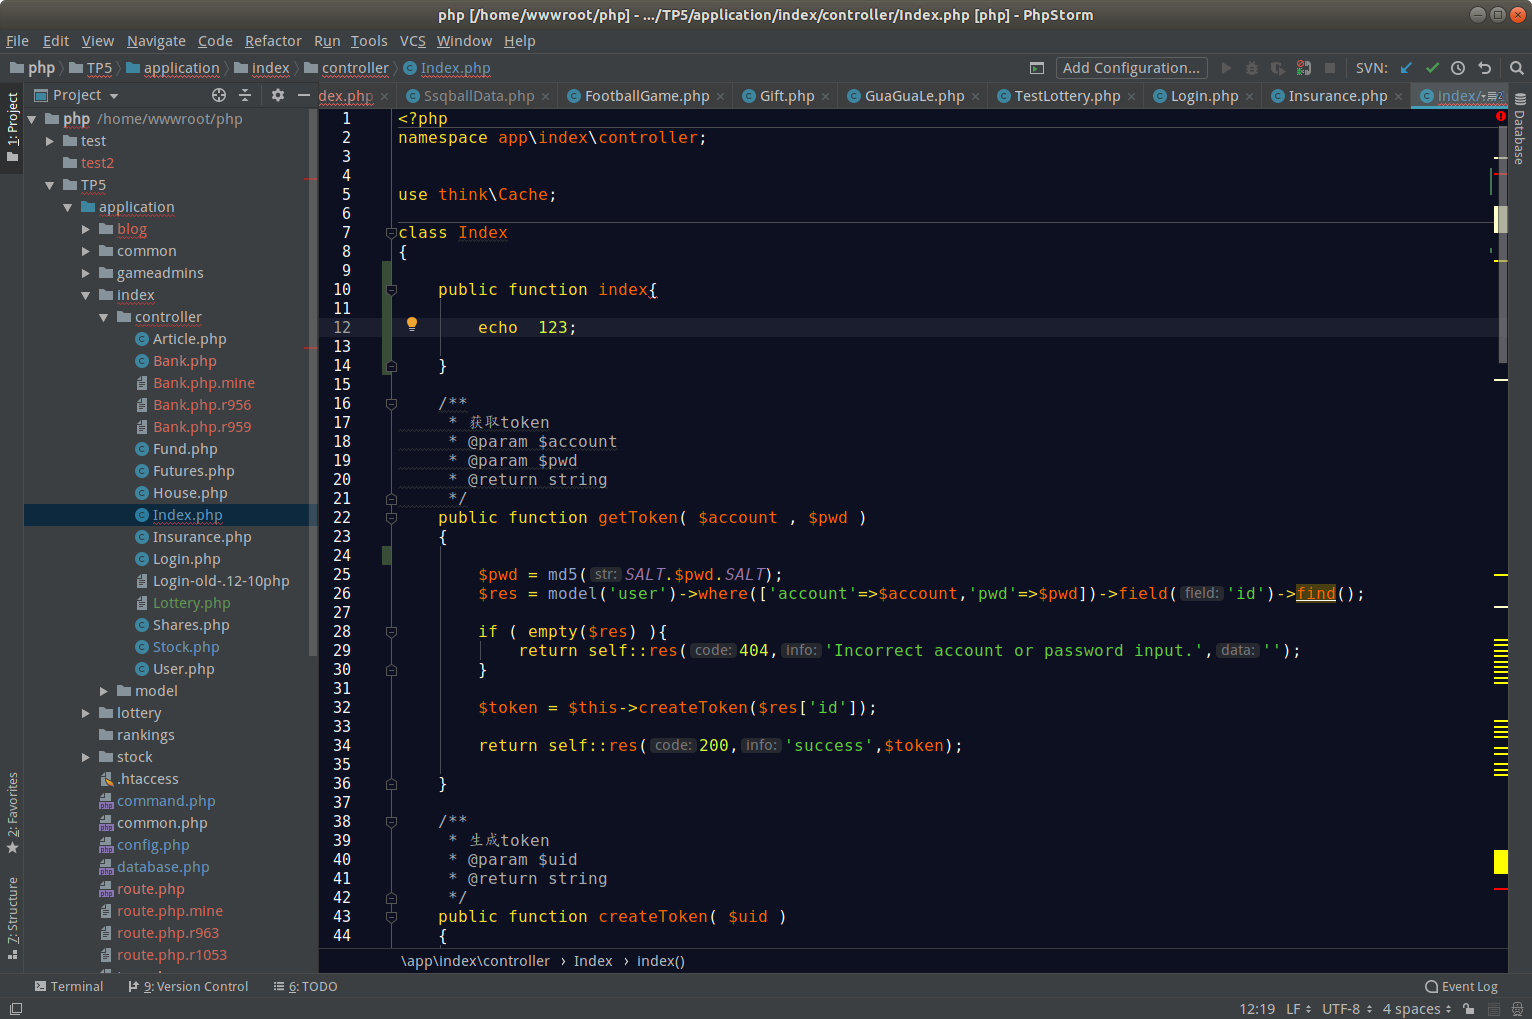 php [/home/wwwroot/php] - .../TP5/application/index/controller/Index.php [php] - PhpStorm
File Edit View Navigate Code Refactor Run Tools VCS Window Help
php TP5 application index controller Index.php
Add Configuration... SVN:
Project
dex.php SsqballData.php FootballGame.php Gift.php GuaGuaLe.php TestLottery.php Login.php Insurance.php index/
1: Project
2: Favorites
7: Structure
Database
php /home/wwwroot/php
test
test2
TP5
application
blog
common
gameadmins
index
controller
Article.php
Bank.php
Bank.php.mine
Bank.php.r956
Bank.php.r959
Fund.php
Futures.php
House.php
Index.php
Insurance.php
Login.php
Login-old-.12-10php
Lottery.php
Shares.php
Stock.php
User.php
model
lottery
rankings
stock
.htaccess
command.php
common.php
config.php
database.php
route.php
route.php.mine
route.php.r963
route.php.r1053
1 <?php
2 namespace app\index\controller;
3
4
5 use think\Cache;
6
7 class Index
8 {
9
10 public function index{
11
12 echo  123;
13
14 }
15
16 /**
17 * 获取token
18 * @param $account
19 * @param $pwd
20 * @return string
21 */
22 public function getToken( $account , $pwd )
23 {
24
25 $pwd = md5( str: SALT.$pwd.SALT);
26 $res = model('user')->where(['account'=>$account,'pwd'=>$pwd])->field( field: 'id')->find();
27
28 if ( empty($res) ){
29 return self::res( code: 404, info: 'Incorrect account or password input.', data: '');
30 }
31
32 $token = $this->createToken($res['id']);
33
34 return self::res( code: 200, info: 'success',$token);
35
36 }
37
38 /**
39 * 生成token
40 * @param $uid
41 * @return string
42 */
43 public function createToken( $uid )
44 {
\app\index\controller › Index › index()
Terminal 9: Version Control 6: TODO Event Log
12:19 LF UTF-8 4 spaces